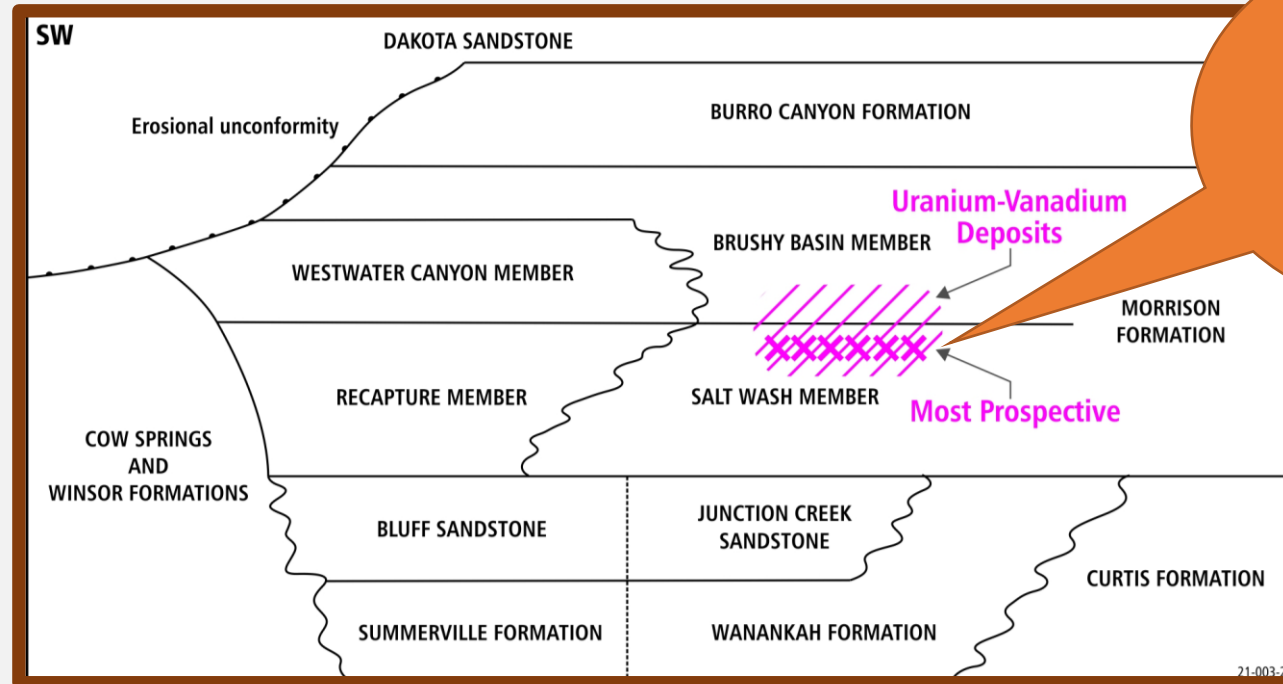 SW
DAKOTA SANDSTONE
BURRO CANYON FORMATION
Erosional unconformity
Uranium-Vanadium
Deposits
BRUSHY BASIN MEMBER
WESTWATER CANYON MEMBER
MORRISON
FORMATION
RECAPTURE MEMBER
SALT WASH MEMBER
Most Prospective
COW SPRINGS
AND
WINSOR FORMATIONS
BLUFF SANDSTONE
JUNCTION CREEK
SANDSTONE
CURTIS FORMATION
SUMMERVILLE FORMATION
WANANKAH FORMATION